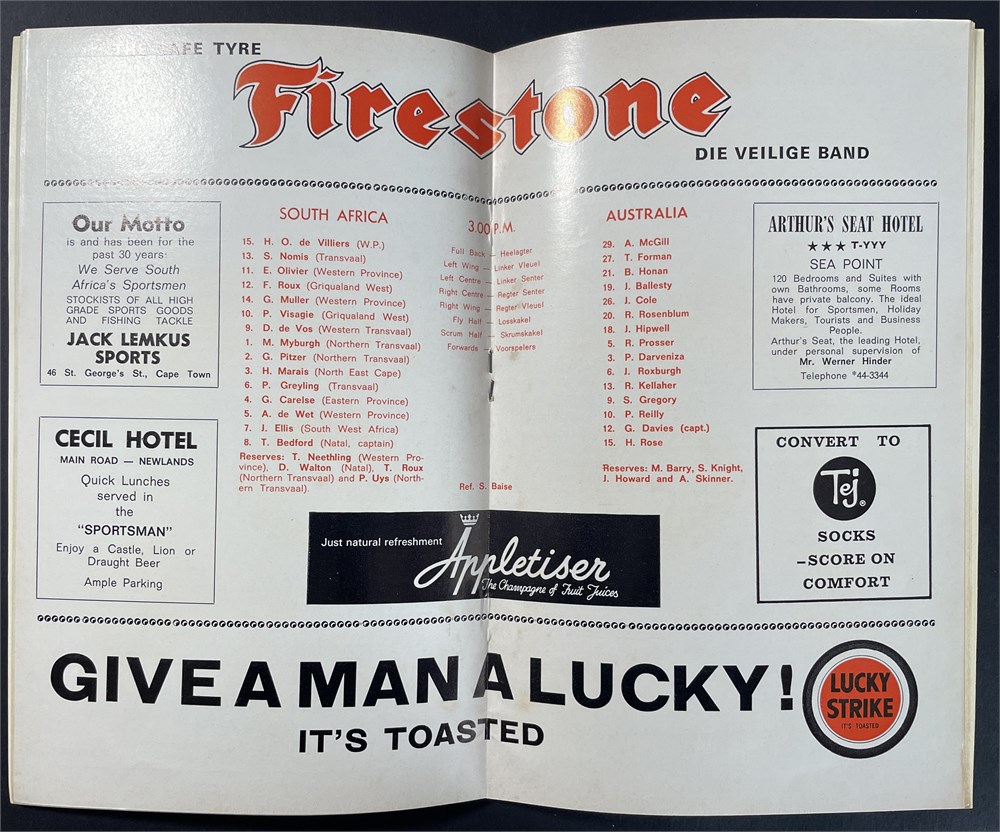 THE SAFE TYRE
Firestone
DIE VEILIGE BAND
Our Motto
is and has been for the
past 30 years:
We Serve South
Africa's Sportsmen
STOCKISTS OF ALL HIGH
GRADE SPORTS GOODS
AND FISHING TACKLE
JACK LEMKUS
SPORTS
46 St. George's St., Cape Town
CECIL HOTEL
MAIN ROAD — NEWLANDS
Quick Lunches
served in
the
"SPORTSMAN"
Enjoy a Castle, Lion or
Draught Beer
Ample Parking
SOUTH AFRICA
15. H. O. de Villiers (W.P.)
13. S. Nomis (Transvaal)
11. E. Olivier (Western Province)
12. F. Roux (Griqualand West)
14. G. Muller (Western Province)
10. P. Visagie (Griqualand West)
9. D. de Vos (Western Transvaal)
1. M. Myburgh (Northern Transvaal)
2. G. Pitzer (Northern Transvaal)
3. H. Marais (North East Cape)
6. P. Greyling (Transvaal)
4. G. Carelse (Eastern Province)
5. A. de Wet (Western Province)
7. J. Ellis (South West Africa)
8. T. Bedford (Natal, captain)
Reserves: T. Neethling (Western Pro-
vince), D. Walton (Natal), T. Roux
(Northern Transvaal) and P. Uys (North-
ern Transvaal).
3.00 P.M.
Full Back — Heelagter
Left Wing — Linker Vleuel
Left Centre — Linker Senter
Right Centre — Regter Senter
Right Wing — Regter Vleuel
Fly Half — Losskakel
Scrum Half — Skrumskakel
Forwards — Voorspelers
Ref. S. Baise
AUSTRALIA
29. A. McGill
27. T. Forman
21. B. Honan
19. J. Ballesty
26. J. Cole
20. R. Rosenblum
18. J. Hipwell
5. R. Prosser
3. P. Darveniza
6. J. Roxburgh
13. R. Kellaher
9. S. Gregory
10. P. Reilly
12. G. Davies (capt.)
15. H. Rose
Reserves: M. Barry, S. Knight,
J. Howard and A. Skinner.
ARTHUR'S SEAT HOTEL
★★★ T-YYY
SEA POINT
120 Bedrooms and Suites with
own Bathrooms, some Rooms
have private balcony. The ideal
Hotel for Sportsmen, Holiday
Makers, Tourists and Business
People.
Arthur's Seat, the leading Hotel,
under personal supervision of
Mr. Werner Hinder
Telephone *44-3344
CONVERT TO
Tej®
SOCKS
–SCORE ON
COMFORT
Just natural refreshment
Appletiser
The Champagne of Fruit Juices
GIVE A MAN A LUCKY!
IT'S TOASTED
LUCKY
STRIKE
IT'S TOASTED